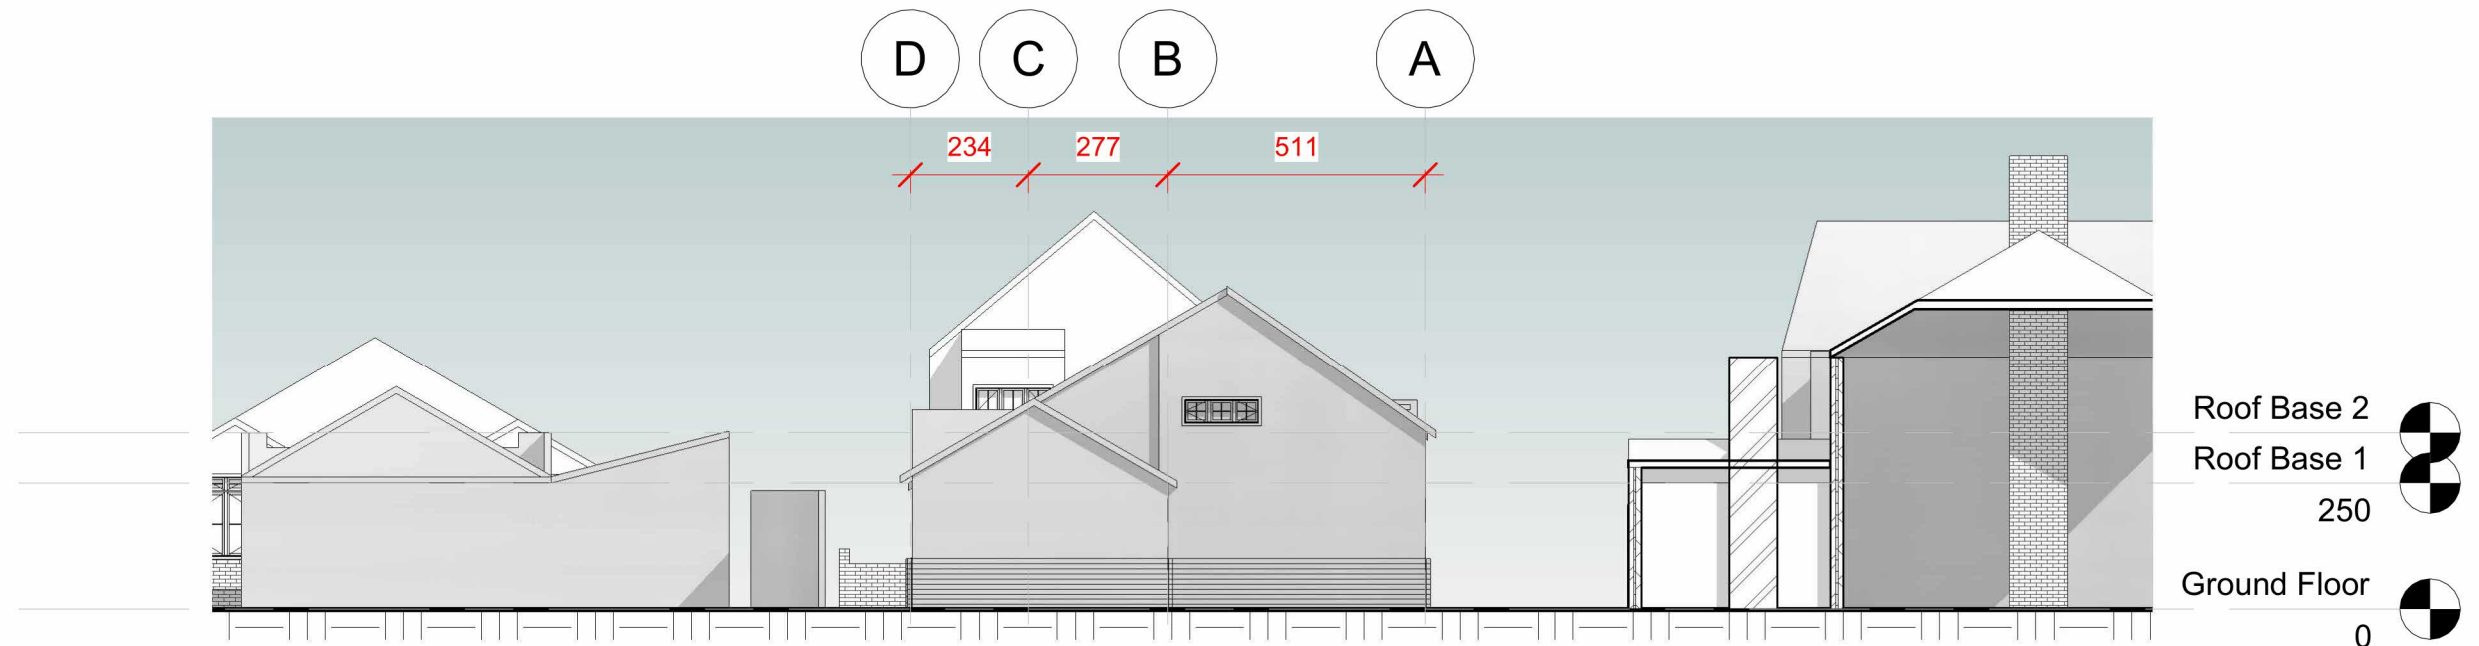 D C B A
234 277 511
Roof Base 2
Roof Base 1
250
Ground Floor
0